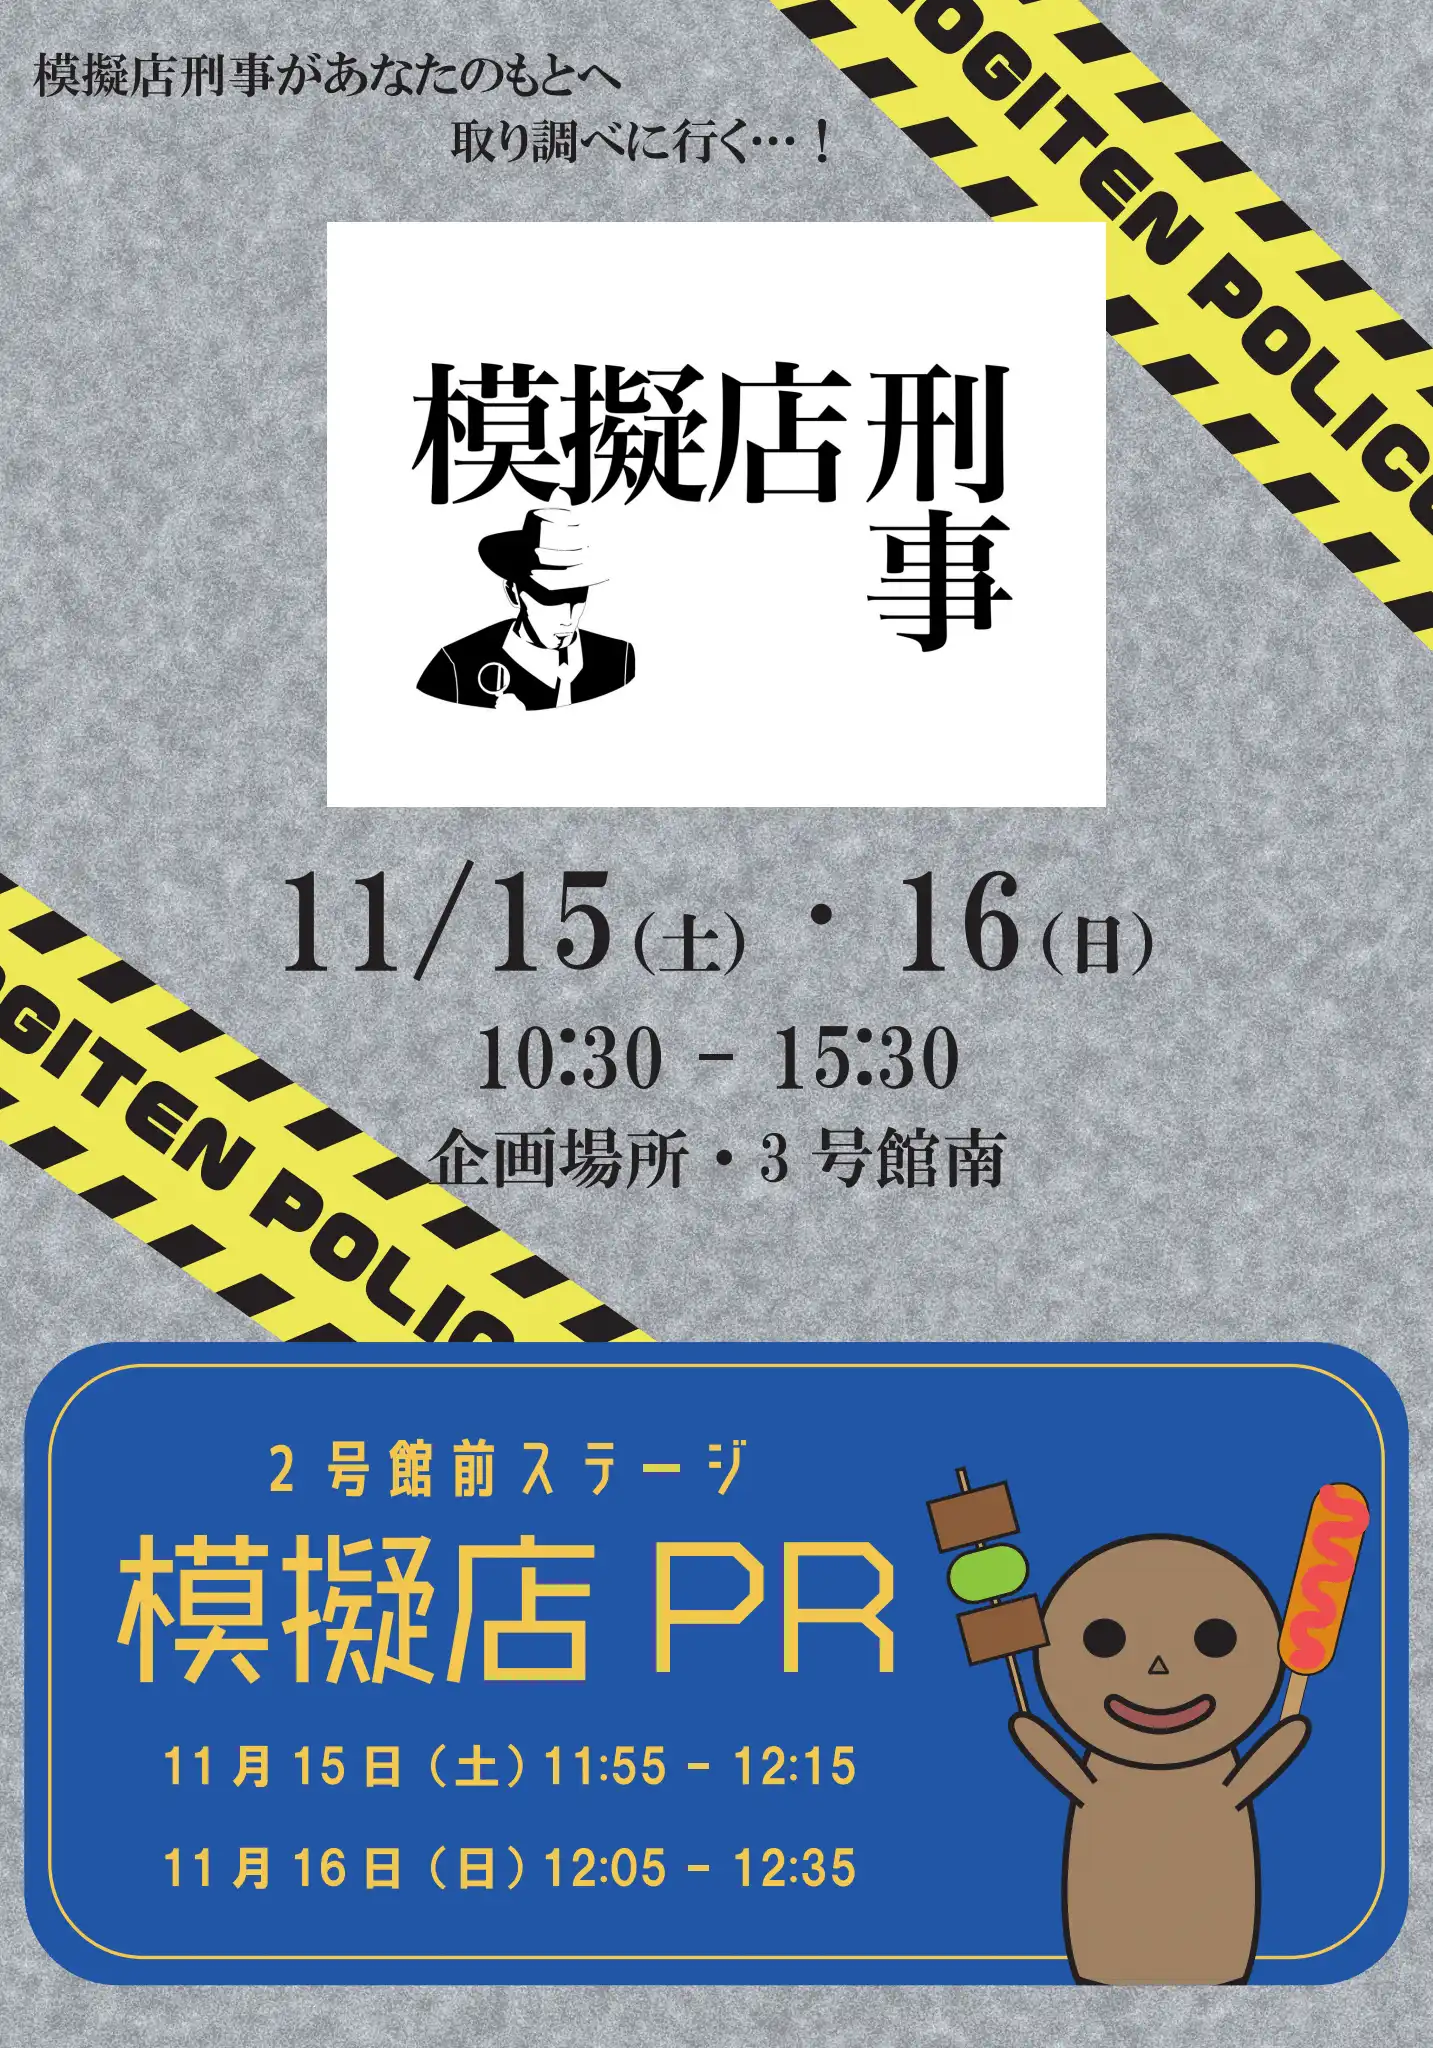 模擬店刑事があなたのもとへ
取り調べに行く…！
OGITEN POLICE
模擬店刑事
11/15(土)・16(日)
10:30 - 15:30
企画場所・3号館南
OGITEN POLIC
2号館前ステージ
模擬店PR
11月15日(土)11:55 - 12:15
11月16日(日)12:05 - 12:35